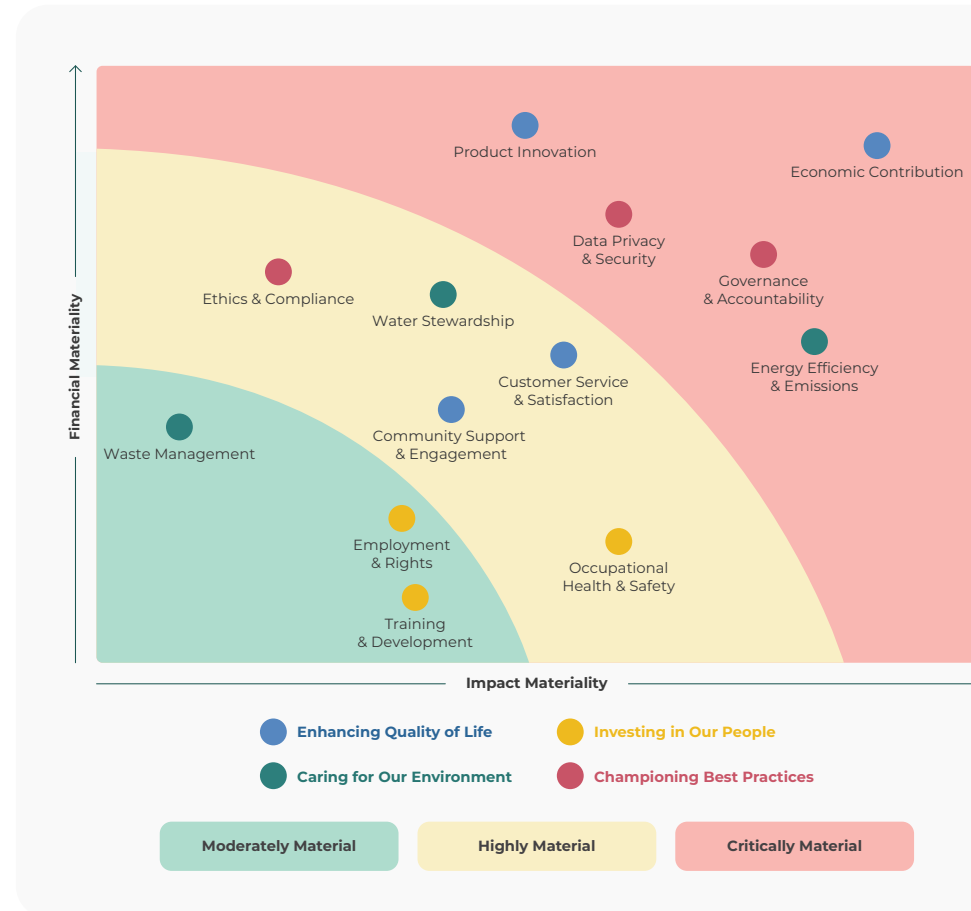 Product Innovation
Economic Contribution
Data Privacy
& Security
Governance
& Accountability
Ethics & Compliance
Water Stewardship
Energy Efficiency
& Emissions
Customer Service
& Satisfaction
Community Support
& Engagement
Waste Management
Employment
& Rights
Occupational
Health & Safety
Training
& Development
Financial Materiality
Impact Materiality
Enhancing Quality of Life
Investing in Our People
Caring for Our Environment
Championing Best Practices
Moderately Material
Highly Material
Critically Material